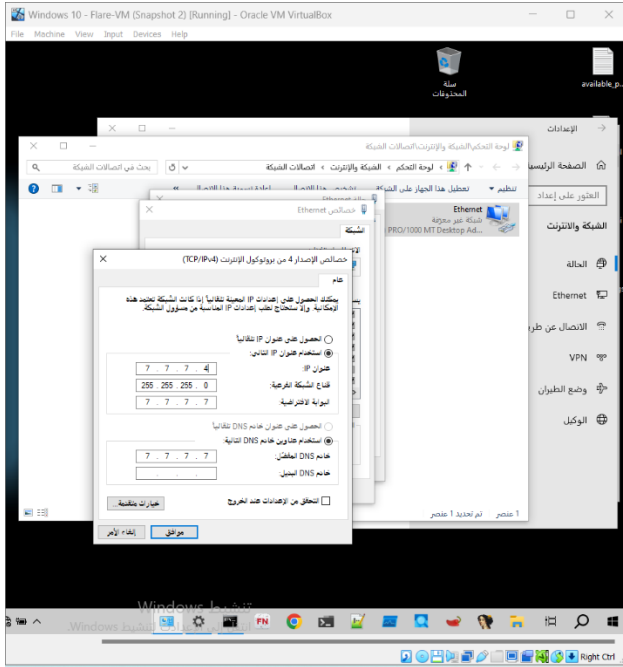 Windows 10 - Flare-VM (Snapshot 2) [Running] - Oracle VM VirtualBox
File Machine View Input Devices Help
سلة
المحذوفات
available_p..
الإعدادات
لوحة التحكم\الشبكة والإنترنت\اتصالات الشبكة
الصفحة الرئيسية
لوحة التحكم › الشبكة والإنترنت › اتصالات الشبكة
بحث في اتصالات الشبكة
تنظيم
تعطيل هذا الجهاز على الشبكة
العثور على إعداد
Ethernet
شبكة غير معرّفة
PRO/1000 MT Desktop Ad...
خصائص Ethernet
الشبكة
الشبكة والانترنت
الحالة
Ethernet
الاتصال عن طر
VPN
وضع الطيران
الوكيل
خصائص الإصدار 4 من بروتوكول الإنترنت (TCP/IPv4)
عام
يمكنك الحصول على إعدادات IP المعينة تلقائياً إذا كانت الشبكة تعتمد هذه
الإمكانية. وإلا ستحتاج لطلب إعدادات IP المناسبة من مسؤول الشبكة.
الحصول على عنوان IP تلقائياً
استخدام عنوان IP التالي:
عنوان IP:
7 . 7 . 7 . 4
قناع الشبكة الفرعية:
255 . 255 . 255 . 0
البوابة الافتراضية:
7 . 7 . 7 . 7
الحصول على عنوان خادم DNS تلقائياً
استخدام عناوين خادم DNS التالية:
خادم DNS المفضّل:
7 . 7 . 7 . 7
خادم DNS البديل:
التحقق من الإعدادات عند الخروج
خيارات متقدمة...
موافق
إلغاء الأمر
1 عنصر
تم تحديد 1 عنصر
تنشيط Windows
Windows
FN
Right Ctrl